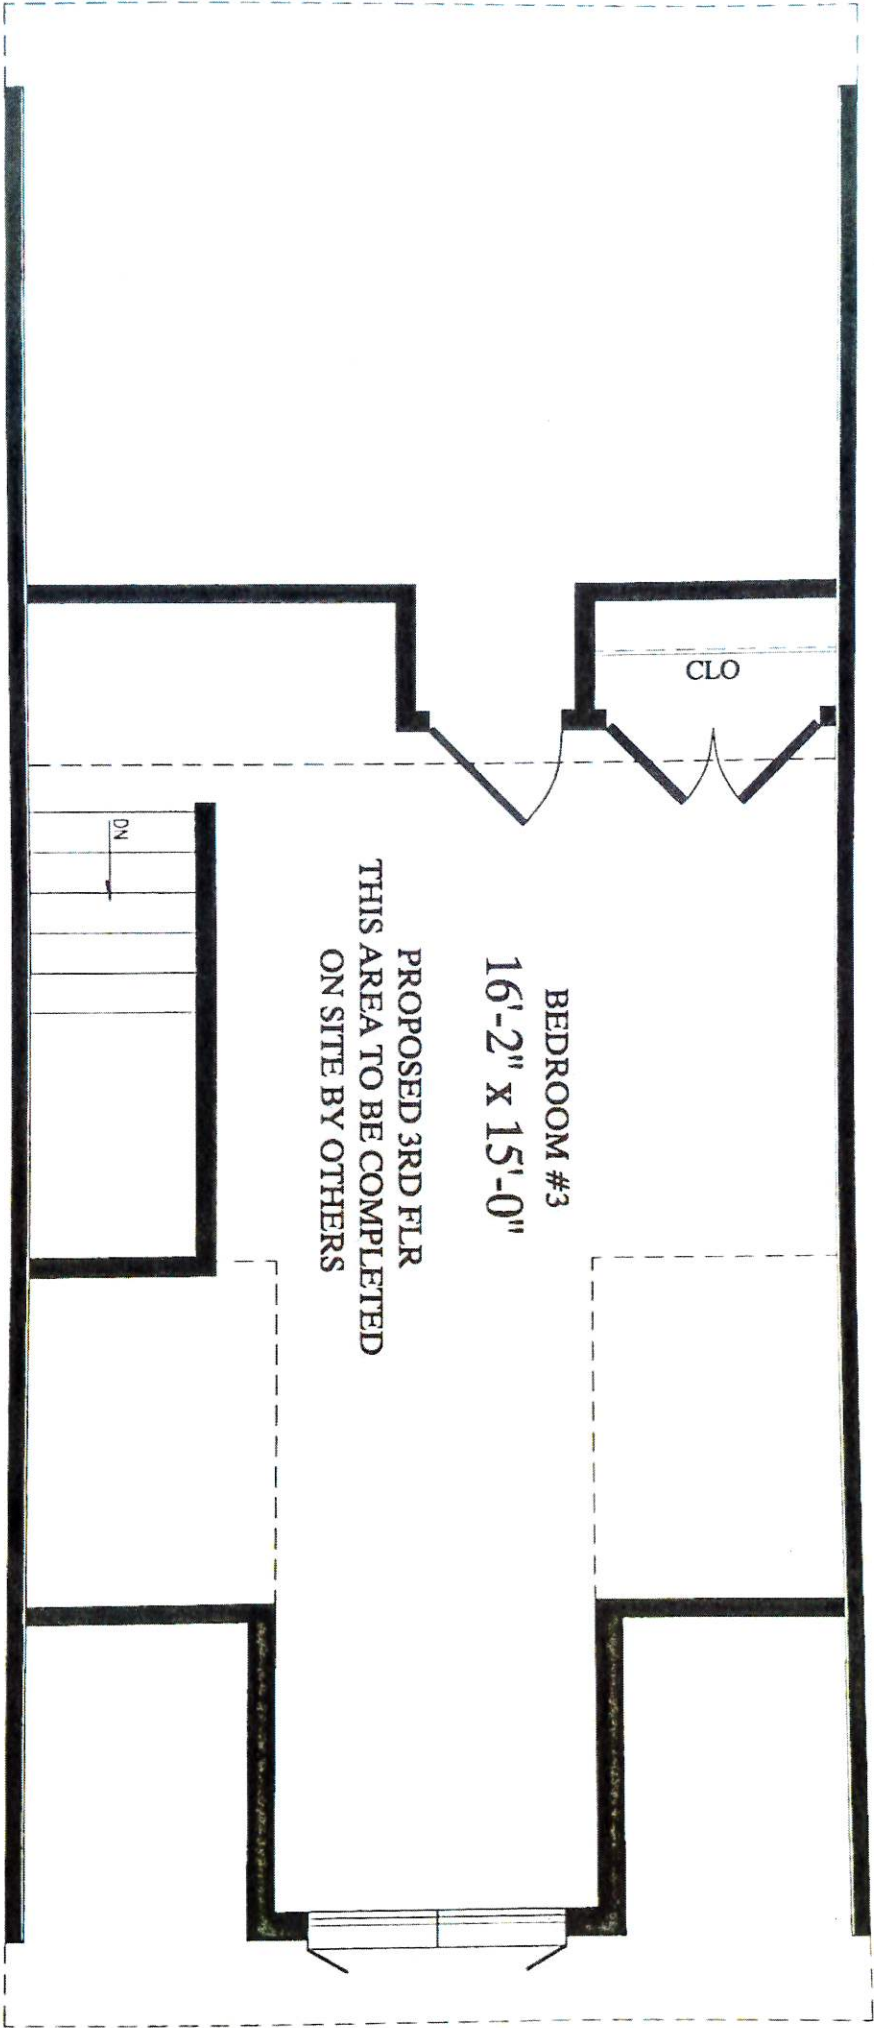 CLO
DN
BEDROOM #3
16'-2" x 15'-0"
PROPOSED 3RD FLR
THIS AREA TO BE COMPLETED
ON SITE BY OTHERS